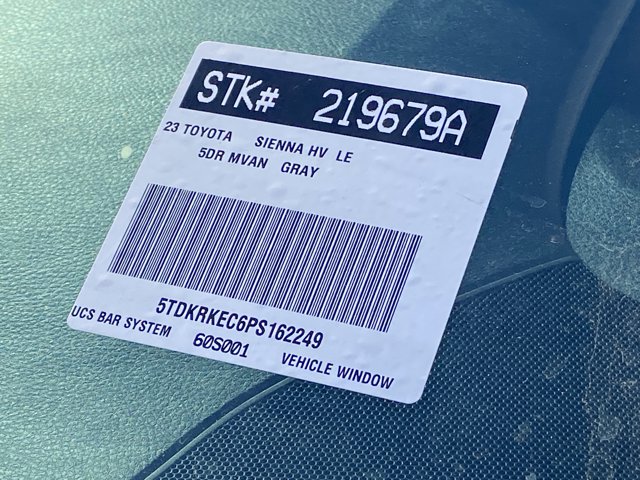 STK# 219679A
23 TOYOTA SIENNA HV LE
5DR MVAN GRAY
5TDKRKEC6PS162249
UCS BAR SYSTEM 60S001 VEHICLE WINDOW